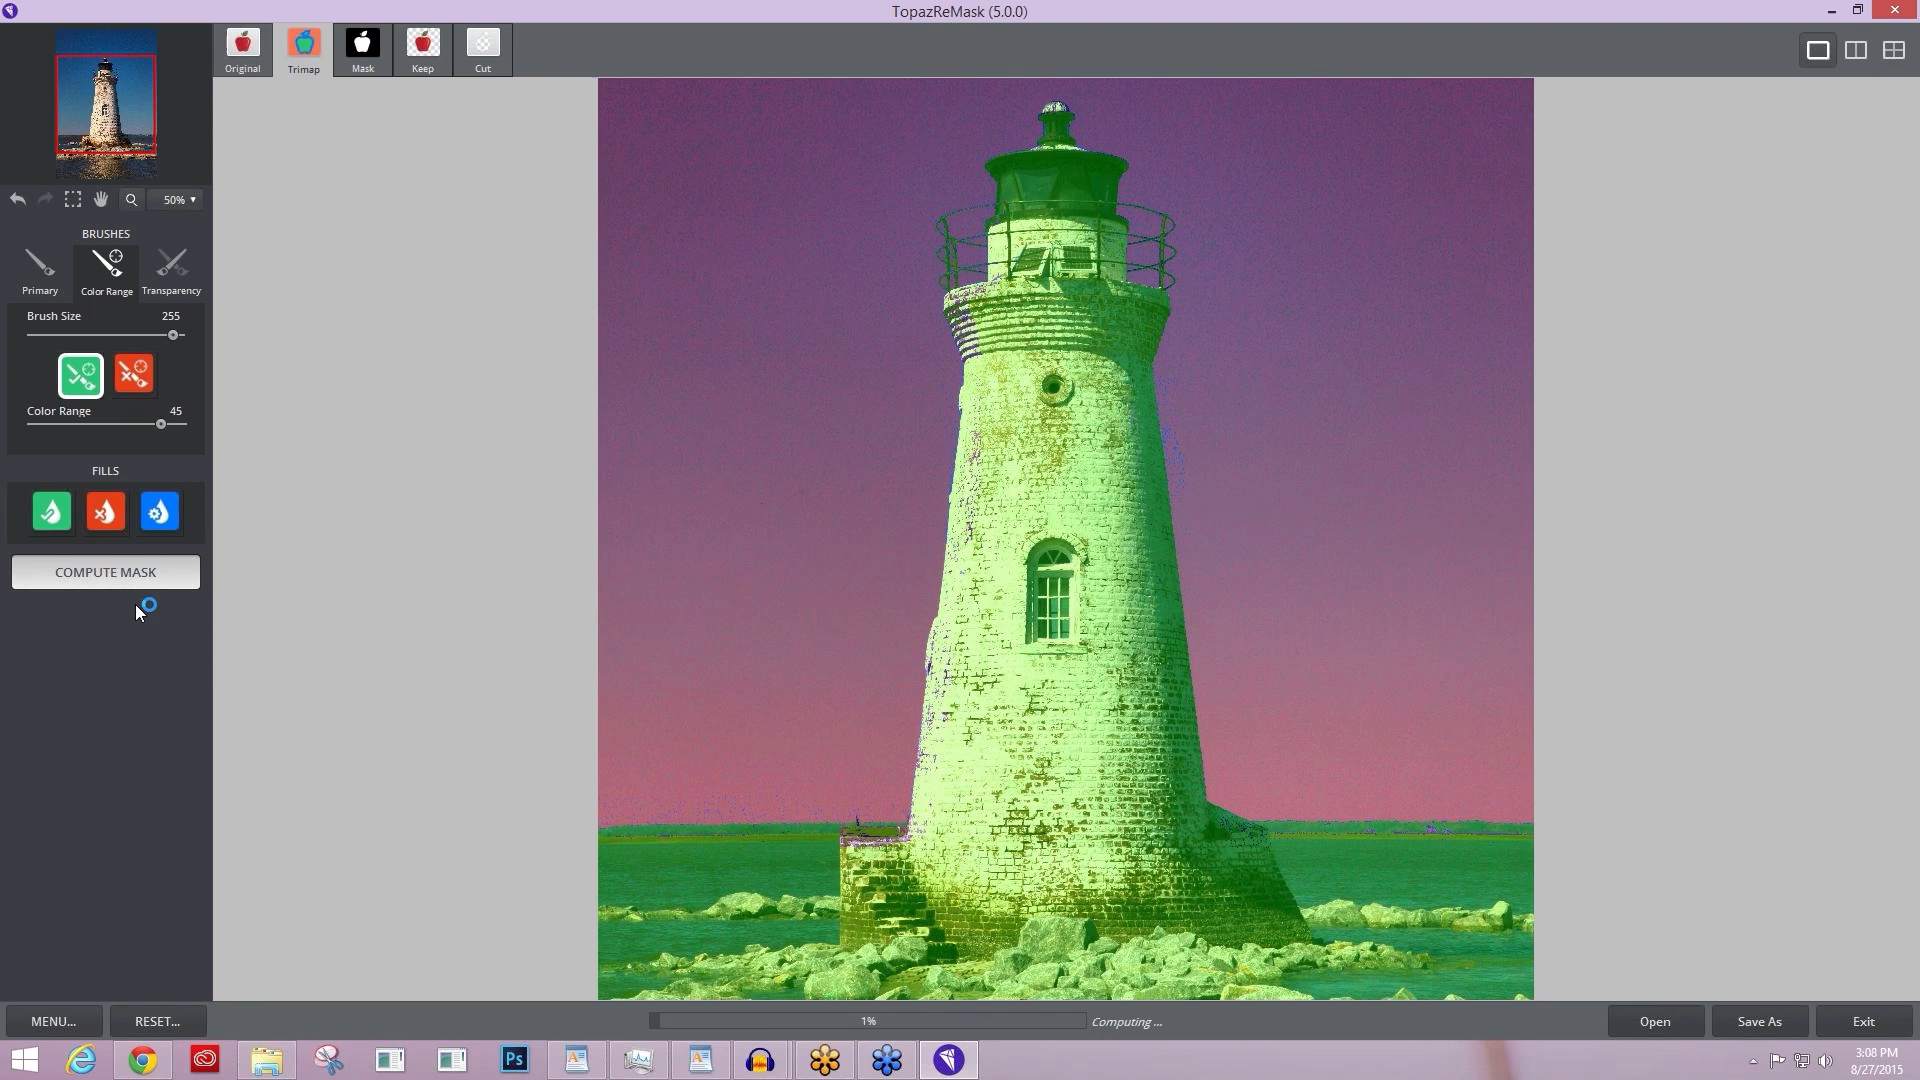 TopazReMask (5.0.0)
Original
Trimap
Mask
Keep
Cut
50%
BRUSHES
Primary
Color Range
Transparency
Brush Size 255
Color Range 45
FILLS
COMPUTE MASK
MENU...
RESET...
1%
Computing ...
Open
Save As
Exit
Ps
3:08 PM
8/27/2015